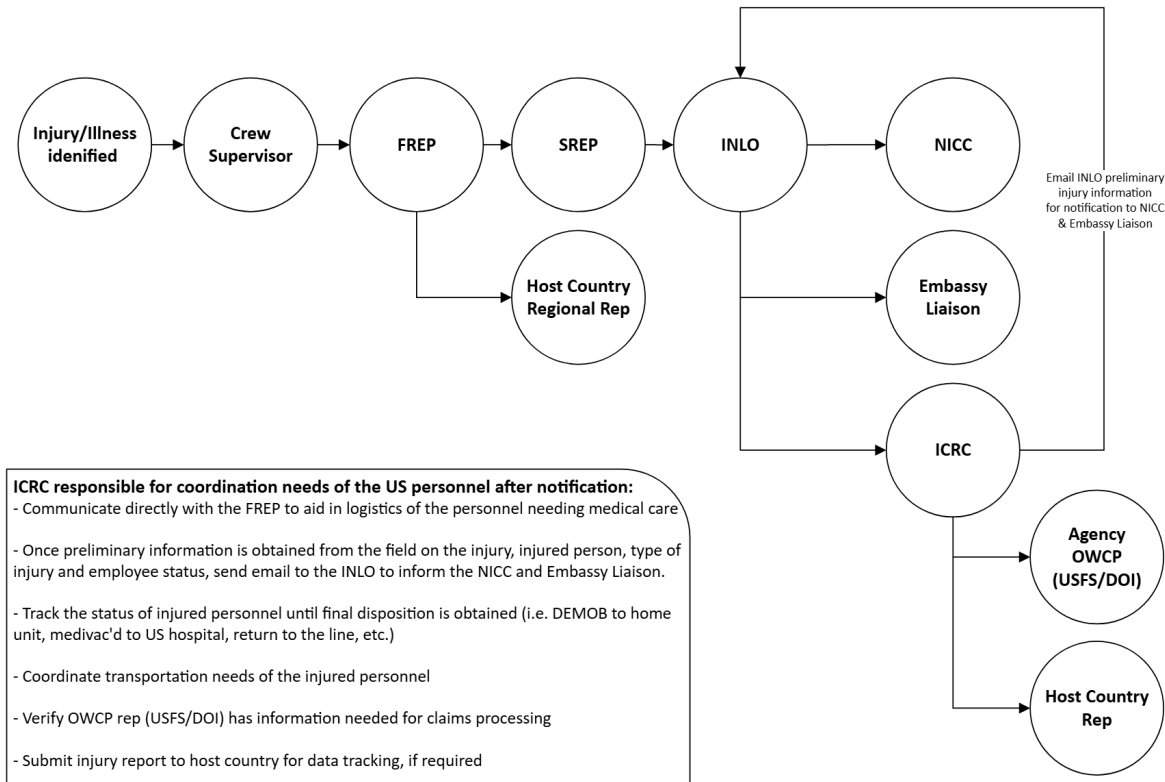 Injury/Illness
idenified
Crew
Supervisor
FREP
SREP
INLO
NICC
Email INLO preliminary
injury information
for notification to NICC
& Embassy Liaison
Host Country
Regional Rep
Embassy
Liaison
ICRC
Agency
OWCP
(USFS/DOI)
Host Country
Rep
ICRC responsible for coordination needs of the US personnel after notification:
- Communicate directly with the FREP to aid in logistics of the personnel needing medical care
- Once preliminary information is obtained from the field on the injury, injured person, type of
injury and employee status, send email to the INLO to inform the NICC and Embassy Liaison.
- Track the status of injured personnel until final disposition is obtained (i.e. DEMOB to home
unit, medivac'd to US hospital, return to the line, etc.)
- Coordinate transportation needs of the injured personnel
- Verify OWCP rep (USFS/DOI) has information needed for claims processing
- Submit injury report to host country for data tracking, if required